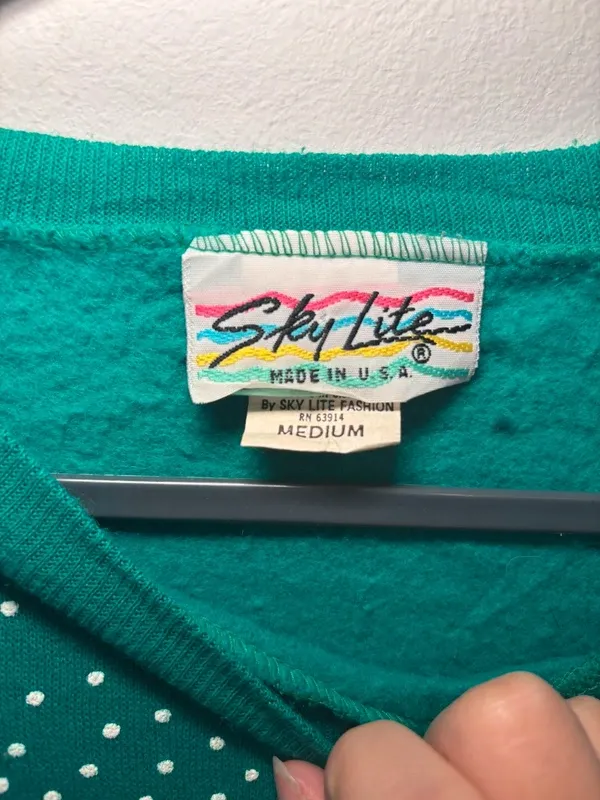 Sky Lite®
MADE IN U.S.A.
By SKY LITE FASHION
RN 63914
MEDIUM